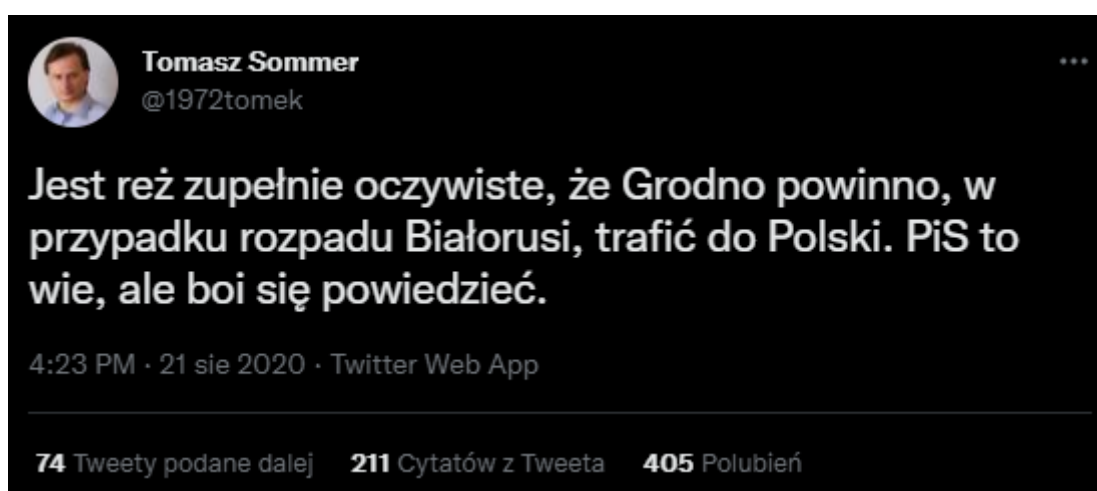 Tomasz Sommer
@1972tomek
Jest reż zupełnie oczywiste, że Grodno powinno, w
przypadku rozpadu Białorusi, trafić do Polski. PiS to
wie, ale boi się powiedzieć.
4:23 PM · 21 sie 2020 · Twitter Web App
74 Tweety podane dalej 211 Cytatów z Tweeta 405 Polubień